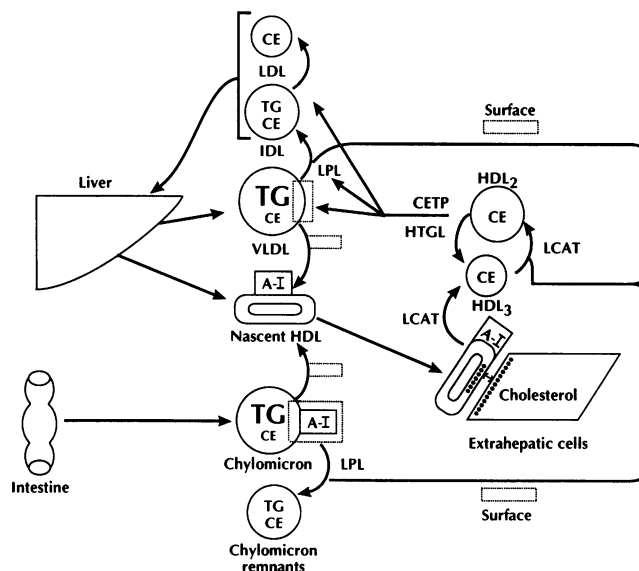 CE
LDL
TG
CE
IDL
Surface
Liver
LPL
TG
CE
VLDL
CETP
HTGL
HDL2
CE
LCAT
CE
HDL3
A-I
Nascent HDL
LCAT
A-I
Cholesterol
Extrahepatic cells
TG
CE
A-I
Chylomicron
LPL
Intestine
TG
CE
Surface
Chylomicron
remnants